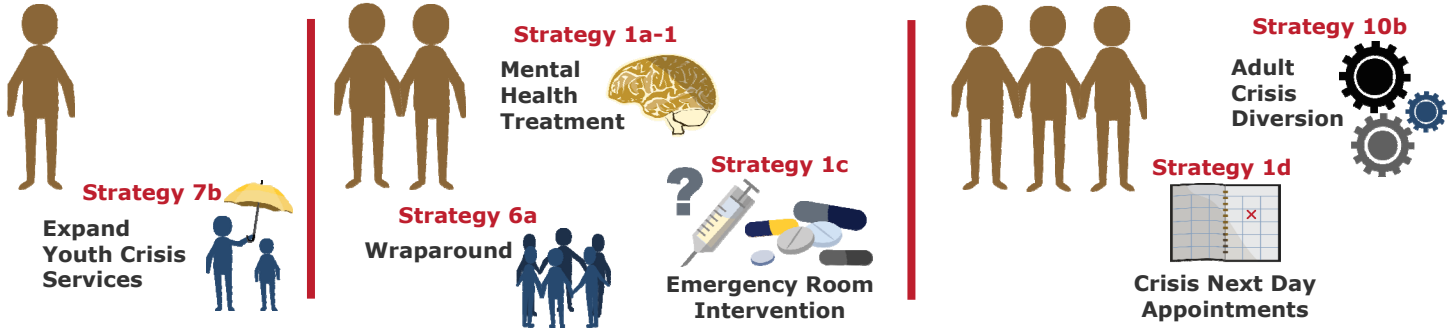 Strategy 7b
Expand
Youth Crisis
Services
Strategy 1a-1
Mental
Health
Treatment
Strategy 6a
Wraparound
?
Strategy 1c
Emergency Room
Intervention
Strategy 10b
Adult
Crisis
Diversion
Strategy 1d
Crisis Next Day
Appointments